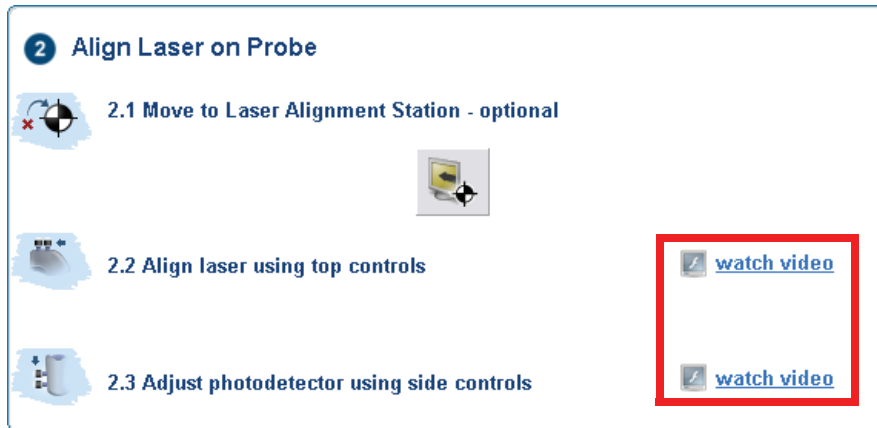 2 Align Laser on Probe
2.1 Move to Laser Alignment Station - optional
2.2 Align laser using top controls
watch video
2.3 Adjust photodetector using side controls
watch video